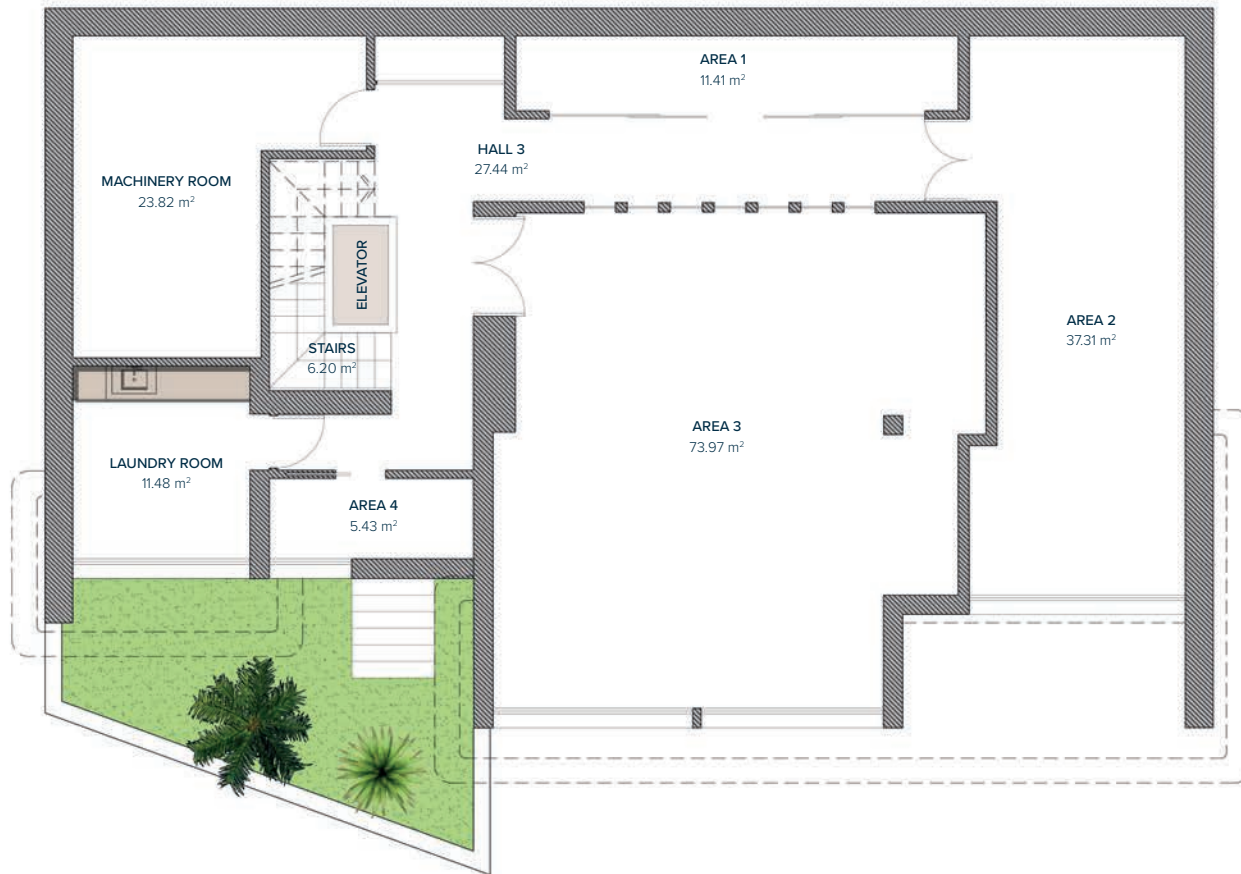 AREA 1
11.41 m²
HALL 3
27.44 m²
MACHINERY ROOM
23.82 m²
ELEVATOR
AREA 2
37.31 m²
STAIRS
6.20 m²
AREA 3
73.97 m²
LAUNDRY ROOM
11.48 m²
AREA 4
5.43 m²